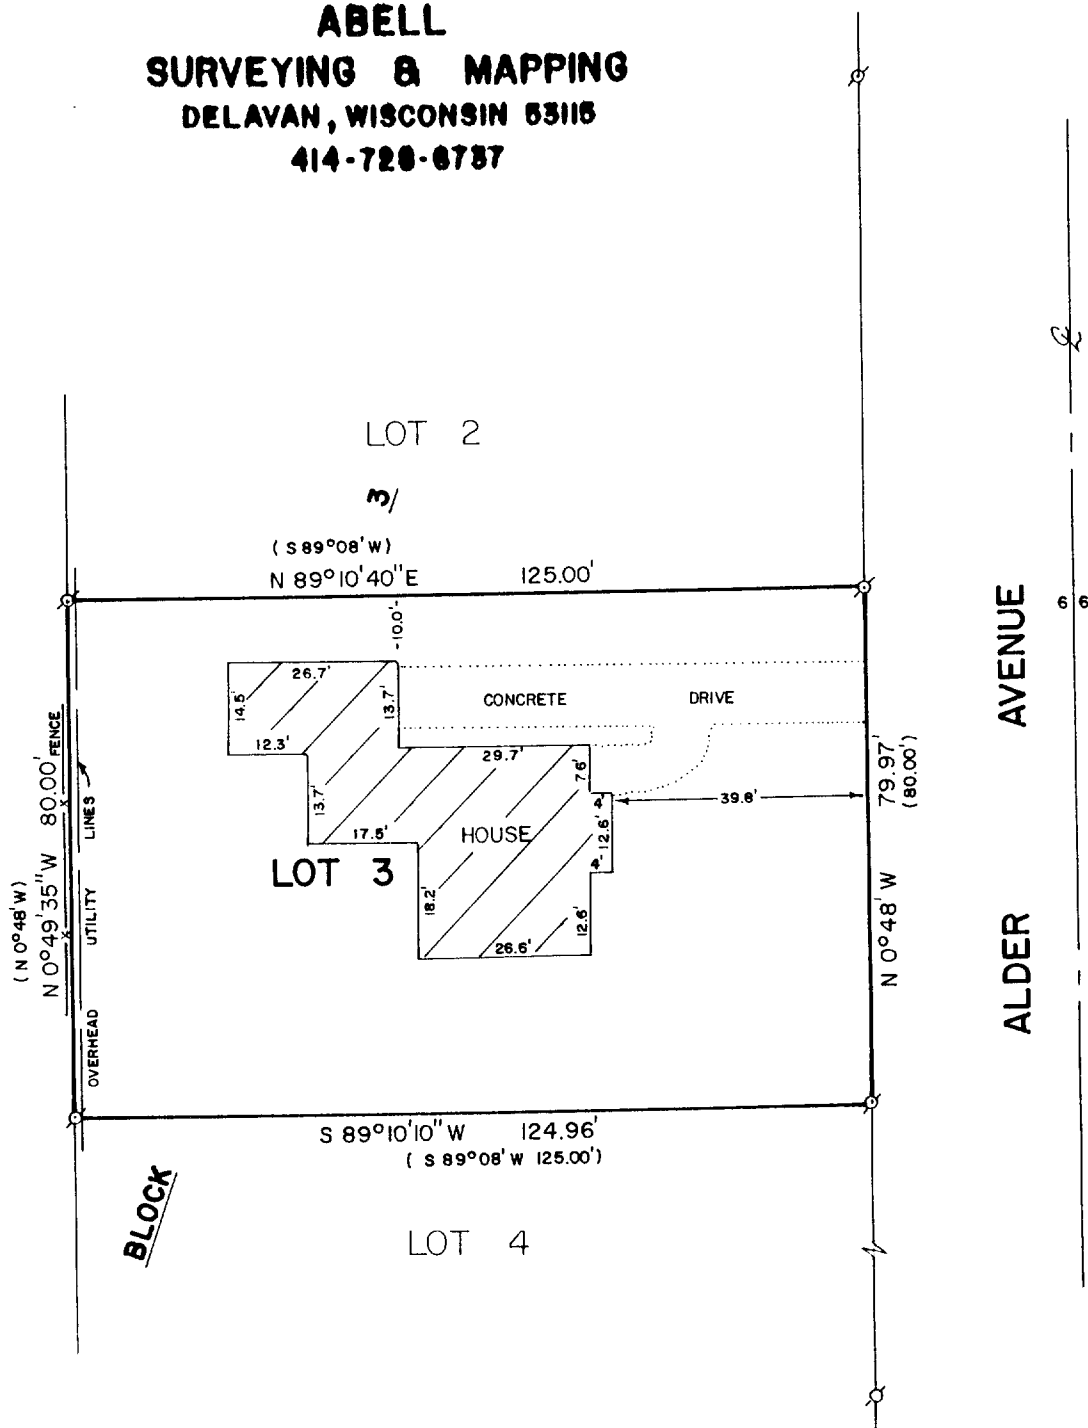 ABELL
SURVEYING & MAPPING
DELAVAN, WISCONSIN 53115
414-728-6757
LOT 2
3/
(S 89°08'W)
N 89°10'40"E 125.00'
-10.0'-
26.7'
14.5'
13.7'
12.3'
CONCRETE DRIVE
29.7'
7.6'
4'
12.6'
4'
39.8'
13.7'
17.5'
HOUSE
LOT 3
18.2'
12.6'
26.6'
FENCE
OVERHEAD UTILITY LINES
N 0°49'35"W 80.00'
(N 0°48'W)
N 0°48'W 79.97'
(80.00')
ALDER AVENUE
66
S 89°10'10"W 124.96'
(S 89°08'W 125.00')
BLOCK
LOT 4